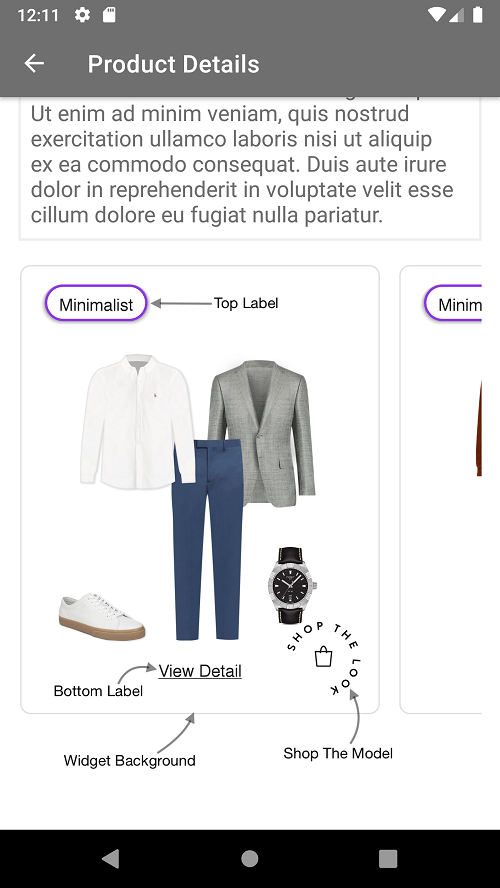 12:11
Product Details
Ut enim ad minim veniam, quis nostrud
exercitation ullamco laboris nisi ut aliquip
ex ea commodo consequat. Duis aute irure
dolor in reprehenderit in voluptate velit esse
cillum dolore eu fugiat nulla pariatur.
Minimalist
Top Label
Minim
SHOP THE LOOK
View Detail
Bottom Label
Shop The Model
Widget Background